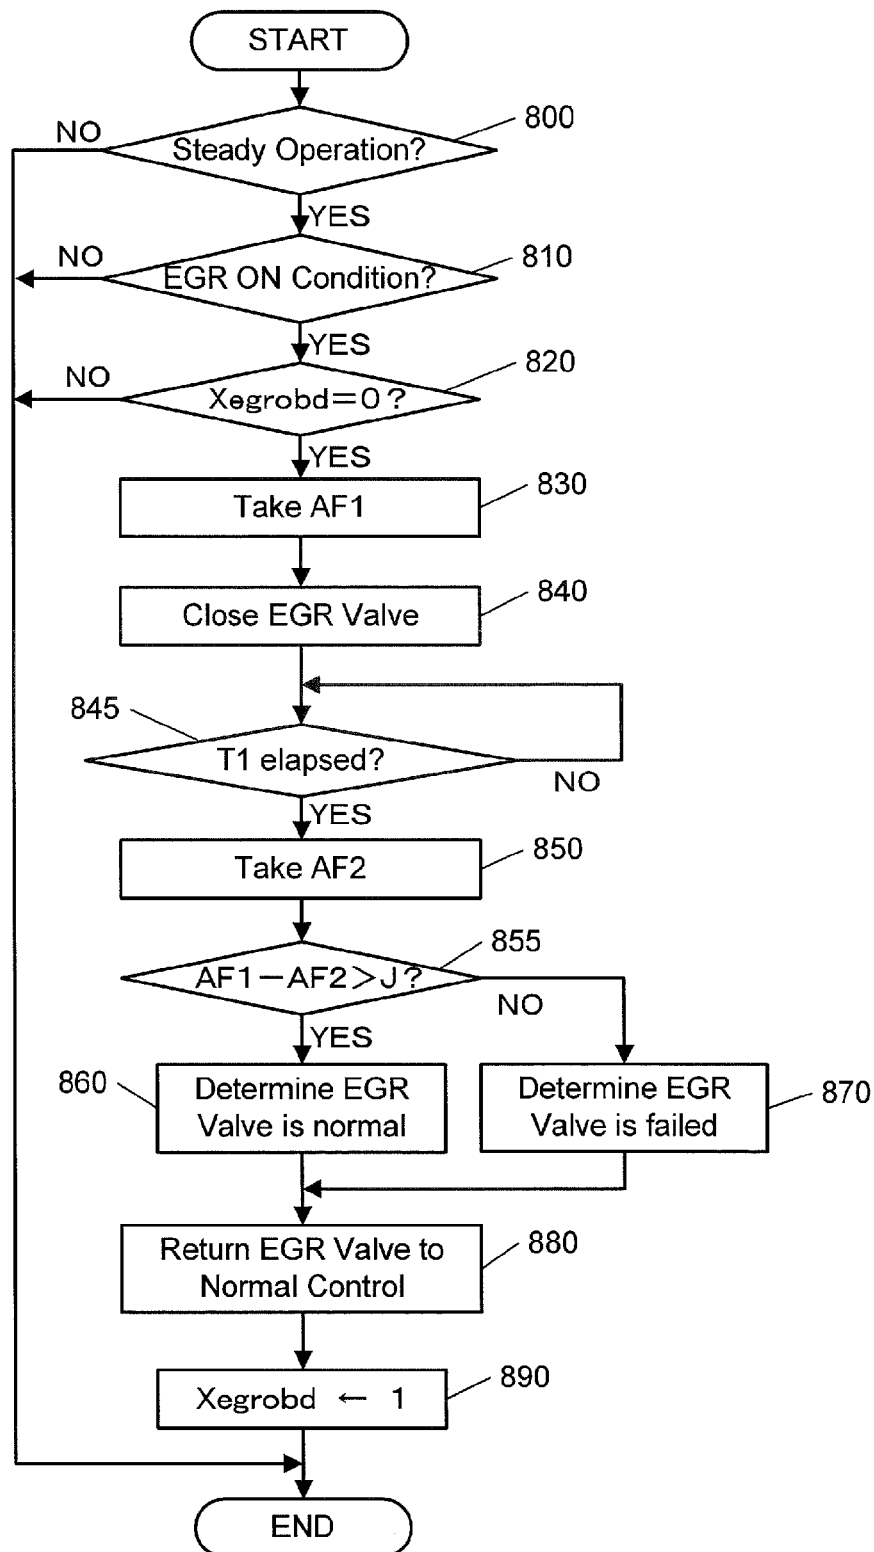 START
800
NO
Steady Operation?
YES
810
NO
EGR ON Condition?
YES
820
NO
Xegrobd=0?
YES
830
Take AF1
840
Close EGR Valve
845
T1 elapsed?
NO
YES
850
Take AF2
855
AF1-AF2>J?
NO
YES
860
Determine EGR
Valve is normal
Determine EGR
Valve is failed
870
Return EGR Valve to
Normal Control
880
890
Xegrobd ← 1
END